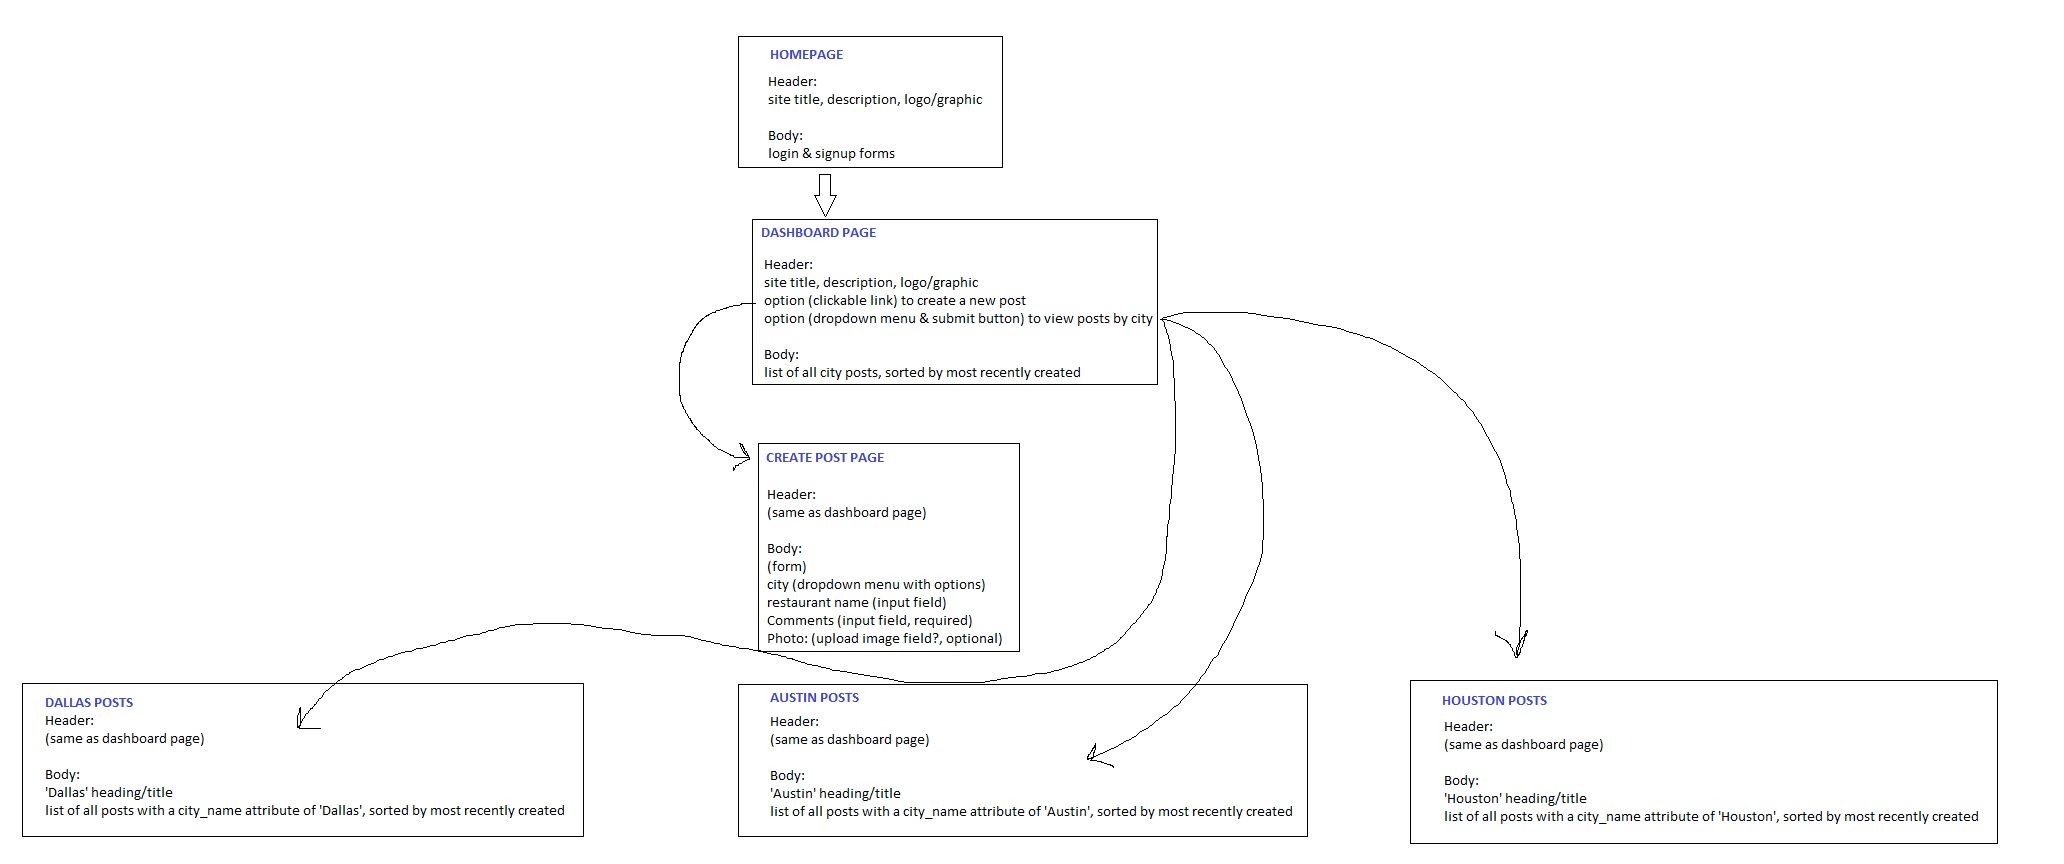 HOMEPAGE
Header:
site title, description, logo/graphic
Body:
login & signup forms
DASHBOARD PAGE
Header:
site title, description, logo/graphic
option (clickable link) to create a new post
option (dropdown menu & submit button) to view posts by city
Body:
list of all city posts, sorted by most recently created
CREATE POST PAGE
Header:
(same as dashboard page)
Body:
(form)
city (dropdown menu with options)
restaurant name (input field)
Comments (input field, required)
Photo: (upload image field?, optional)
DALLAS POSTS
Header:
(same as dashboard page)
Body:
'Dallas' heading/title
list of all posts with a city_name attribute of 'Dallas', sorted by most recently created
AUSTIN POSTS
Header:
(same as dashboard page)
Body:
'Austin' heading/title
list of all posts with a city_name attribute of 'Austin', sorted by most recently created
HOUSTON POSTS
Header:
(same as dashboard page)
Body:
'Houston' heading/title
list of all posts with a city_name attribute of 'Houston', sorted by most recently created